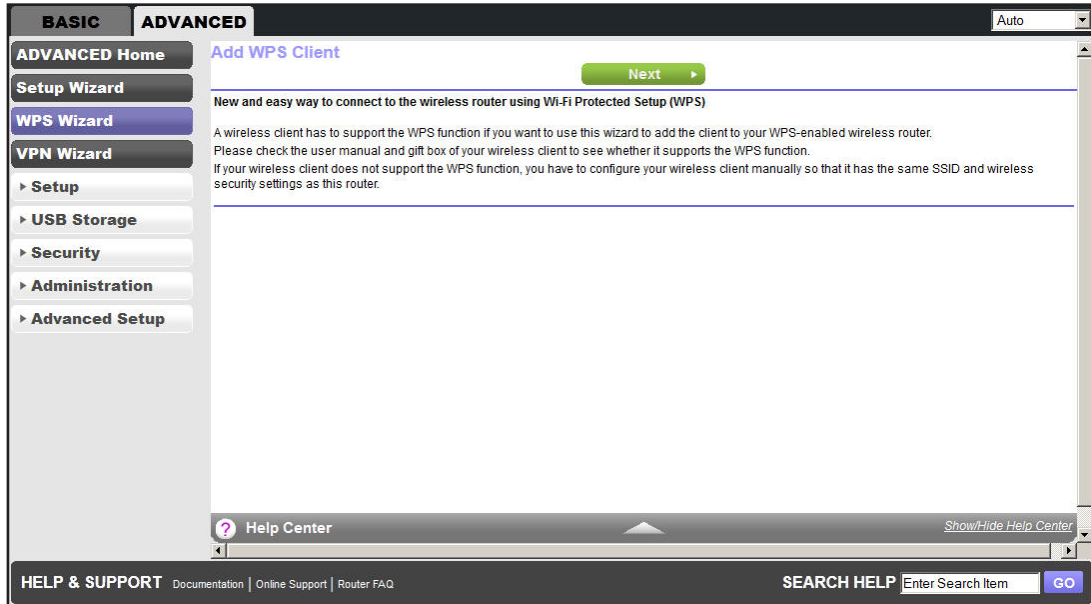 BASIC
ADVANCED
Auto
ADVANCED Home
Setup Wizard
WPS Wizard
VPN Wizard
Setup
USB Storage
Security
Administration
Advanced Setup
Add WPS Client
Next
New and easy way to connect to the wireless router using Wi-Fi Protected Setup (WPS)
A wireless client has to support the WPS function if you want to use this wizard to add the client to your WPS-enabled wireless router.
Please check the user manual and gift box of your wireless client to see whether it supports the WPS function.
If your wireless client does not support the WPS function, you have to configure your wireless client manually so that it has the same SSID and wireless
security settings as this router.
? Help Center
Show/Hide Help Center
HELP & SUPPORT Documentation | Online Support | Router FAQ
SEARCH HELP Enter Search Item GO